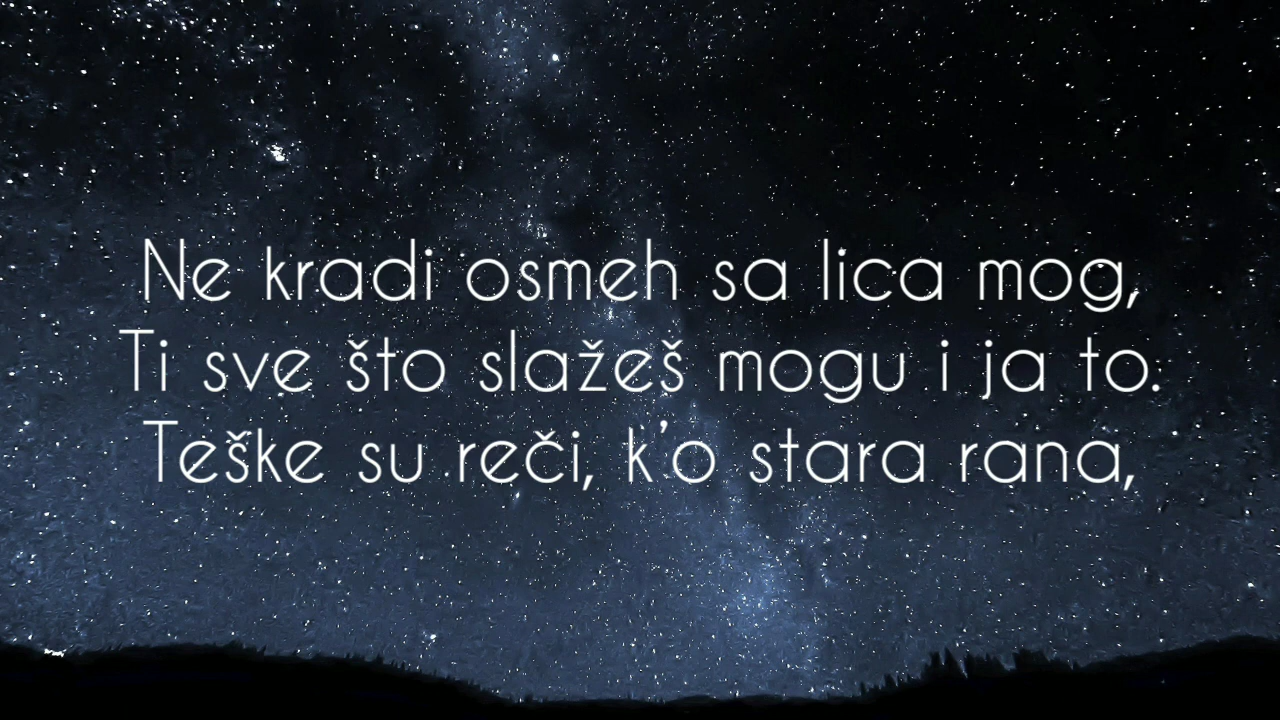 Ne kradi osmeh sa lica mog,
Ti sve što slažeš mogu i ja to.
Teške su reči, k'o stara rana,